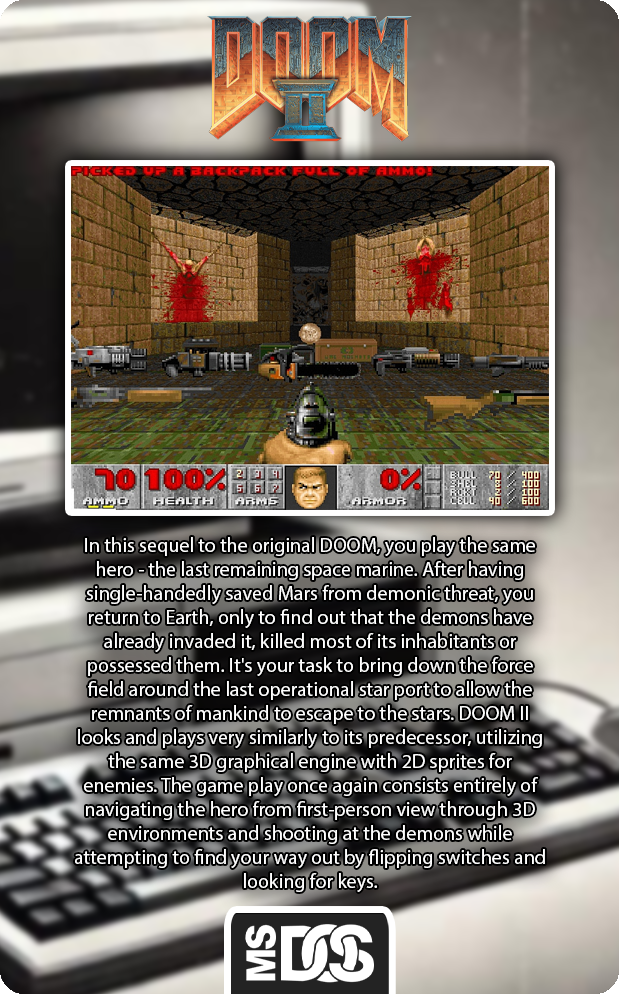 DOOM
II
PICKED UP A BACKPACK FULL OF AMMO!
70 100% 2 3 4 0% BULL 70 / 400
5 6 7 SHEL 8 / 100
RCKT 2 / 100
AMMO HEALTH ARMS ARMOR CELL 40 / 600
In this sequel to the original DOOM, you play the same
hero - the last remaining space marine. After having
single-handedly saved Mars from demonic threat, you
return to Earth, only to find out that the demons have
already invaded it, killed most of its inhabitants or
possessed them. It's your task to bring down the force
field around the last operational star port to allow the
remnants of mankind to escape to the stars. DOOM II
looks and plays very similarly to its predecessor, utilizing
the same 3D graphical engine with 2D sprites for
enemies. The game play once again consists entirely of
navigating the hero from first-person view through 3D
environments and shooting at the demons while
attempting to find your way out by flipping switches and
looking for keys.
MS DOS